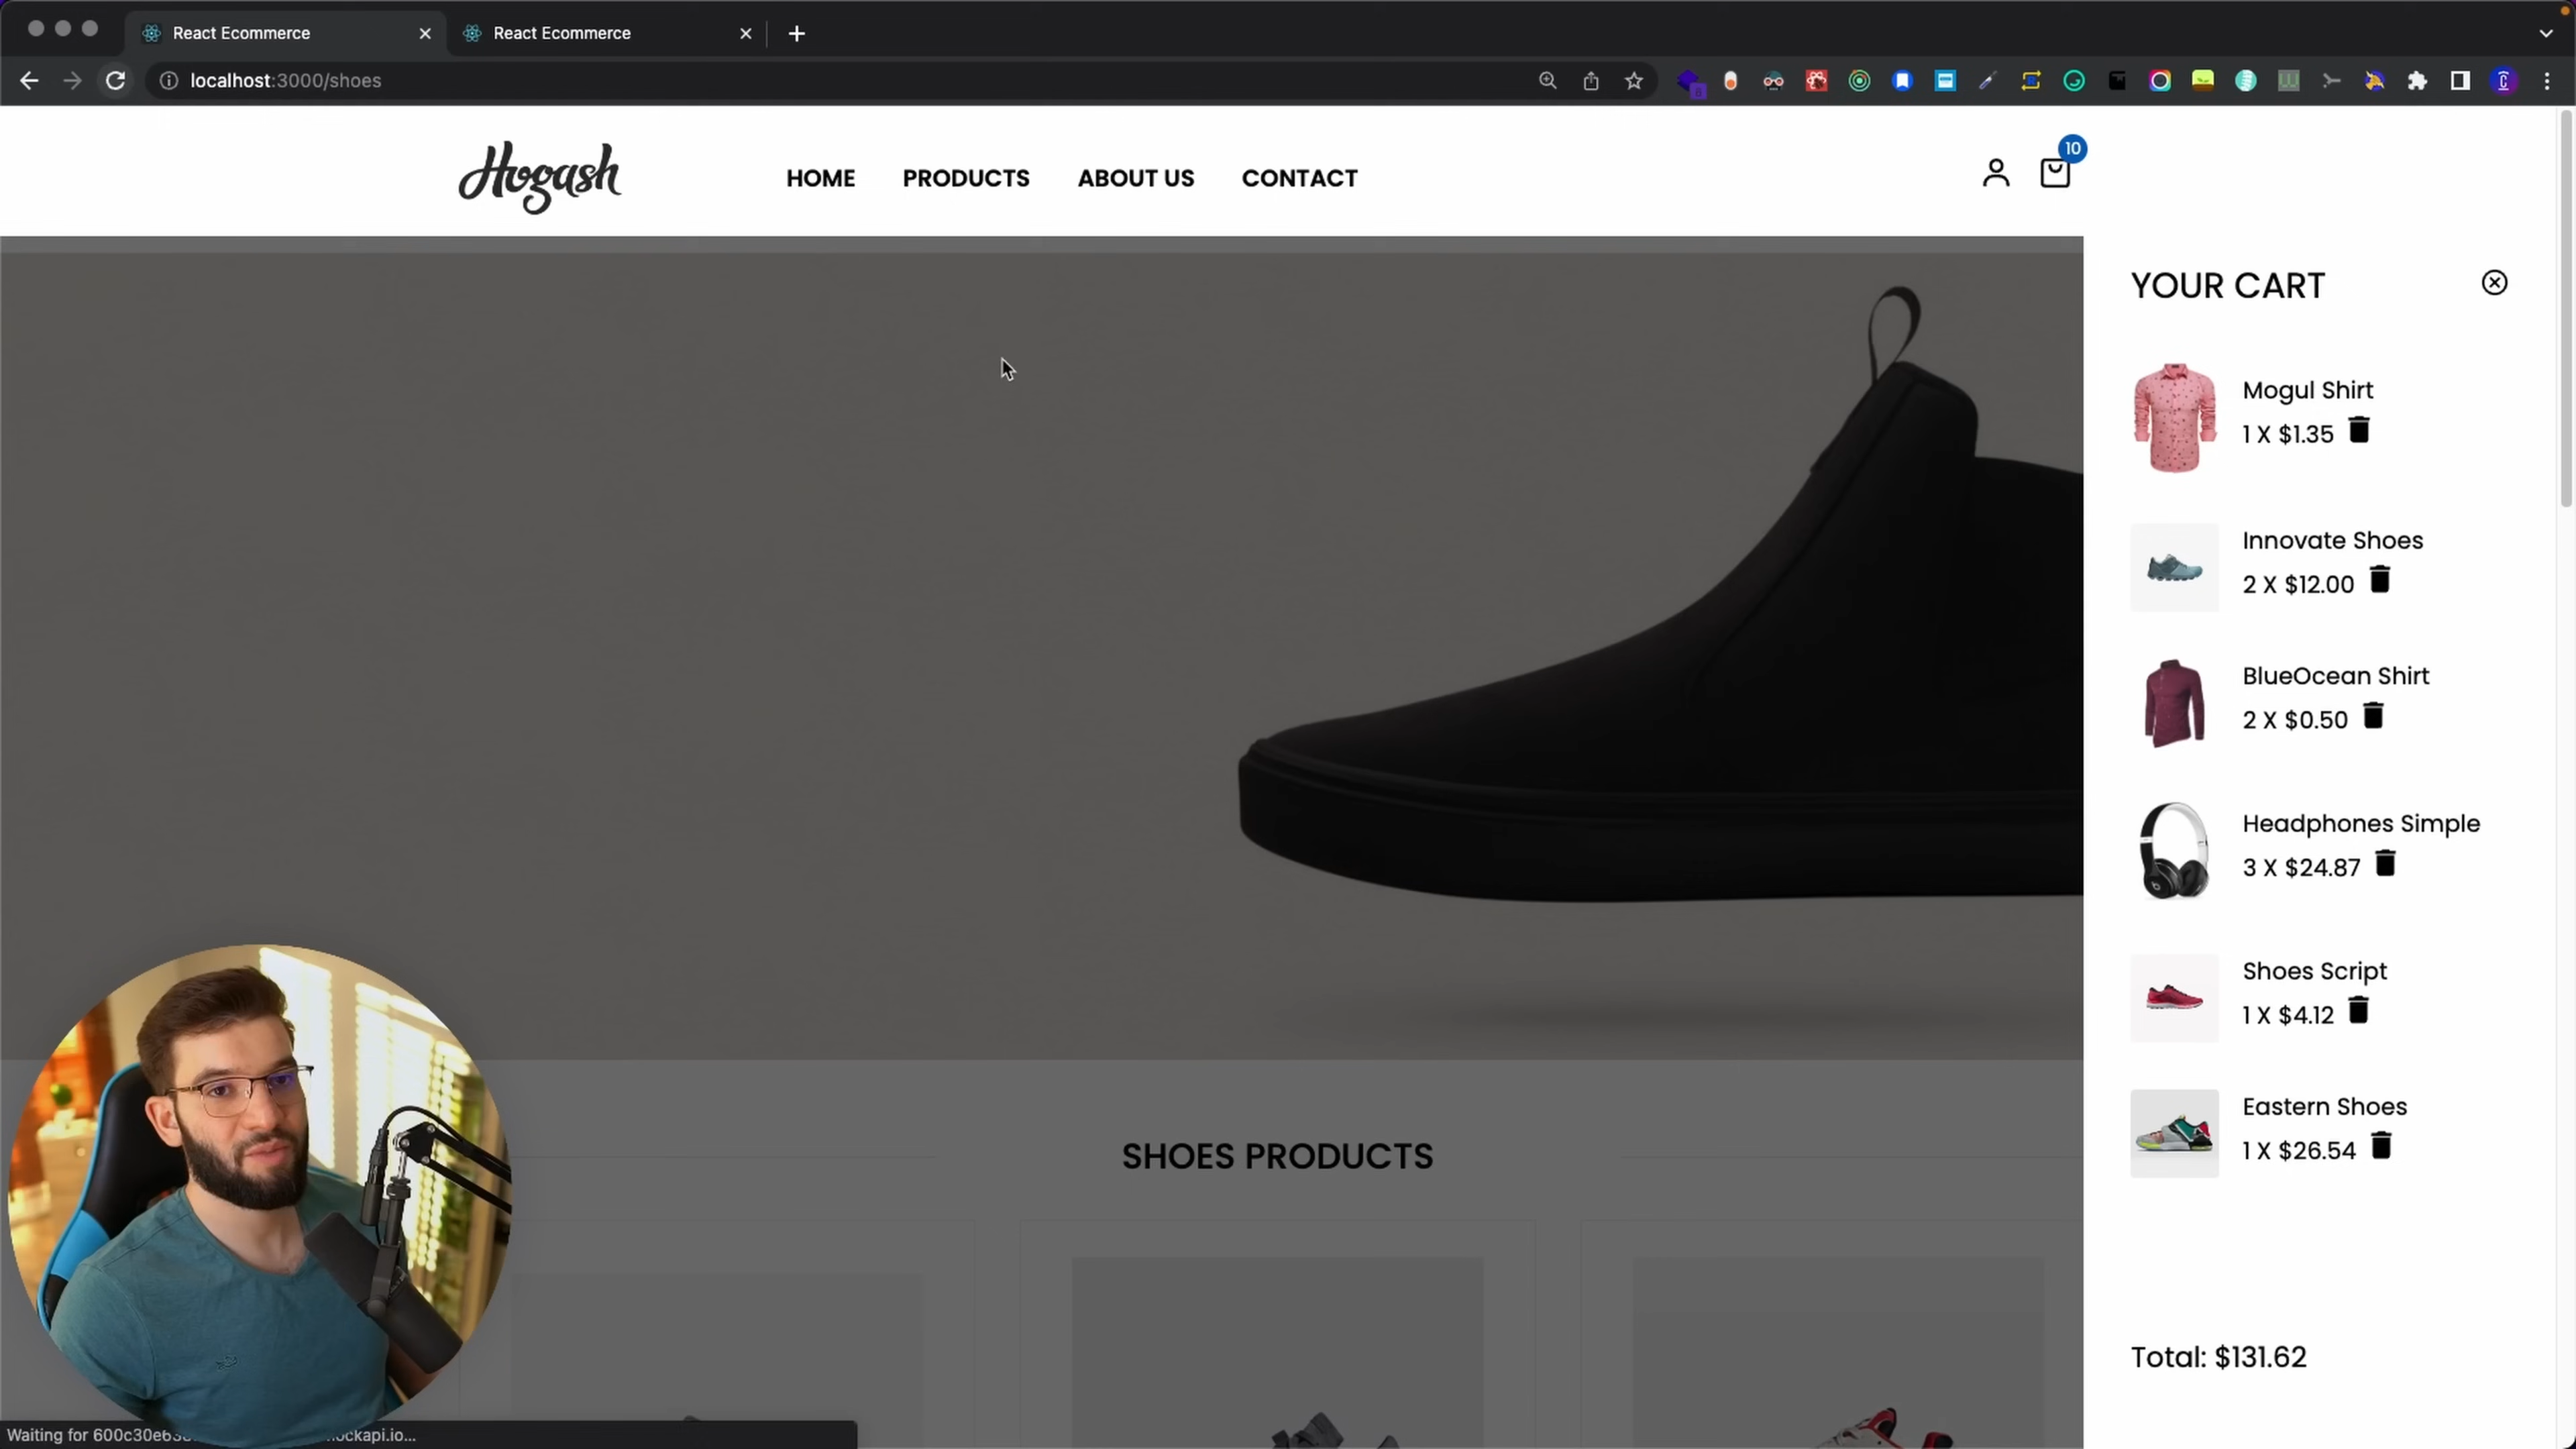 React Ecommerce
React Ecommerce
localhost:3000/shoes
8
Hogash
HOME
PRODUCTS
ABOUT US
CONTACT
10
YOUR CART
Mogul Shirt
1 X $1.35
Innovate Shoes
2 X $12.00
BlueOcean Shirt
2 X $0.50
Headphones Simple
3 X $24.87
Shoes Script
1 X $4.12
Eastern Shoes
1 X $26.54
SHOES PRODUCTS
Total: $131.62
Waiting for